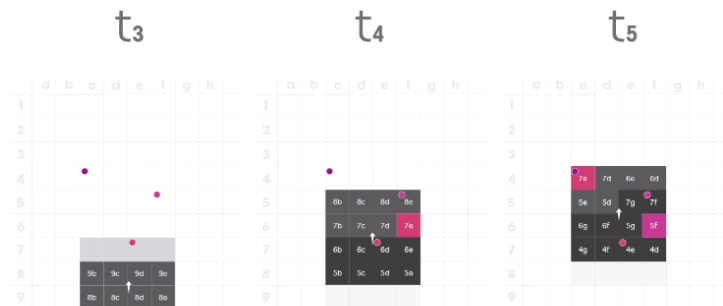 t3 t4 t5
a b c d e f g h a b c d e f g h a b c d e f g h
1 1 1
2 2 2
3 3 3
4 4 4 7e 7d 6e 6d
5 5 8b 8c 8d 8e 5 5e 5d 7g 7f
6 6 7b 7c 7d 7e 6 6g 6f 5g 5f
7 7 6b 6c 6d 6e 7 4g 4f 4e 4d
8 9b 9c 9d 9e 8 5b 5c 5d 5e 8
9 8b 8c 8d 8e 9 9